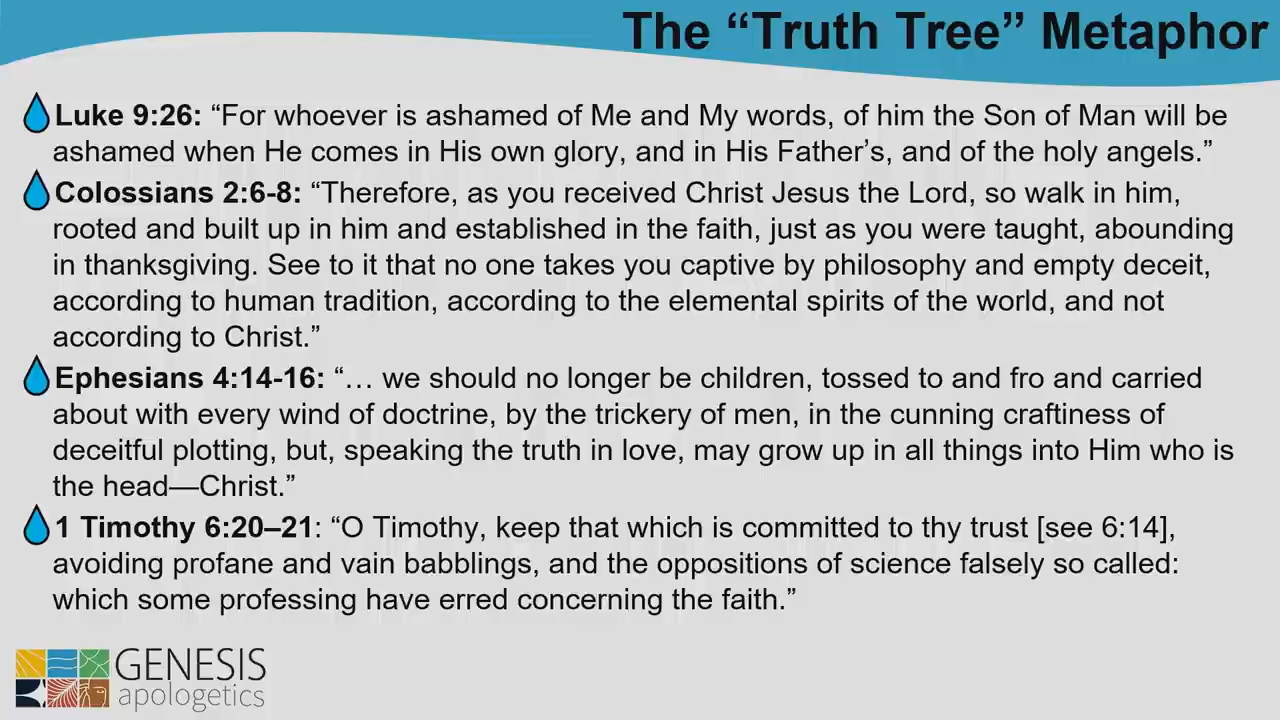 The “Truth Tree” Metaphor
Luke 9:26: “For whoever is ashamed of Me and My words, of him the Son of Man will be
ashamed when He comes in His own glory, and in His Father’s, and of the holy angels.”
Colossians 2:6-8: “Therefore, as you received Christ Jesus the Lord, so walk in him,
rooted and built up in him and established in the faith, just as you were taught, abounding
in thanksgiving. See to it that no one takes you captive by philosophy and empty deceit,
according to human tradition, according to the elemental spirits of the world, and not
according to Christ.”
Ephesians 4:14-16: “… we should no longer be children, tossed to and fro and carried
about with every wind of doctrine, by the trickery of men, in the cunning craftiness of
deceitful plotting, but, speaking the truth in love, may grow up in all things into Him who is
the head—Christ.”
1 Timothy 6:20–21: “O Timothy, keep that which is committed to thy trust [see 6:14],
avoiding profane and vain babblings, and the oppositions of science falsely so called:
which some professing have erred concerning the faith.”
GENESIS
apologetics